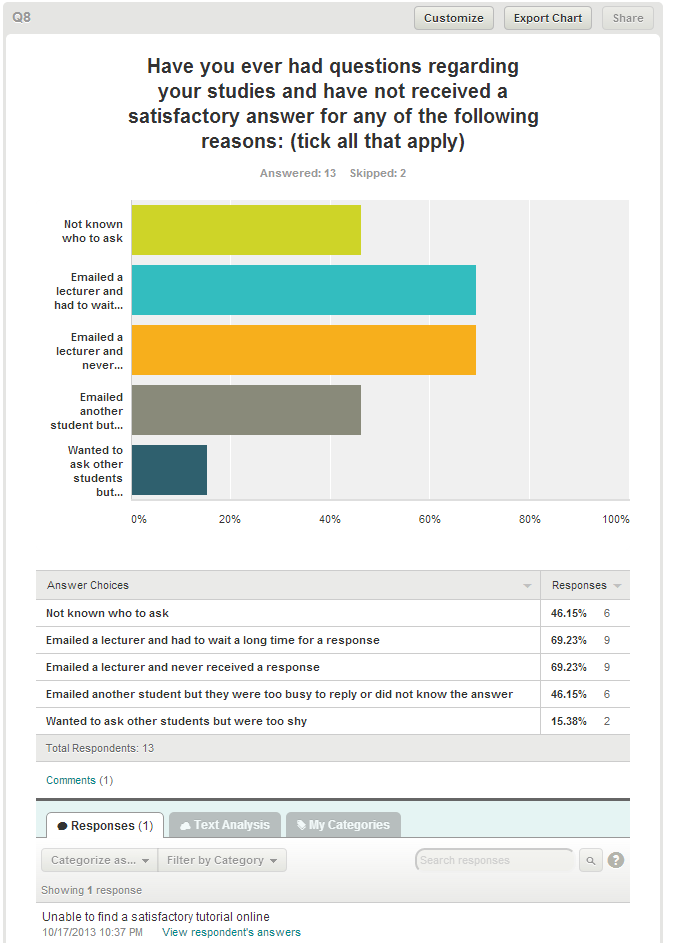 Q8
Customize
Export Chart
Share
Have you ever had questions regarding
your studies and have not received a
satisfactory answer for any of the following
reasons: (tick all that apply)
Answered: 13 Skipped: 2
Not known
who to ask
Emailed a
lecturer and
had to wait...
Emailed a
lecturer and
never...
Emailed
another
student but...
Wanted to
ask other
students
but...
0% 20% 40% 60% 80% 100%
Answer Choices Responses
Not known who to ask 46.15% 6
Emailed a lecturer and had to wait a long time for a response 69.23% 9
Emailed a lecturer and never received a response 69.23% 9
Emailed another student but they were too busy to reply or did not know the answer 46.15% 6
Wanted to ask other students but were too shy 15.38% 2
Total Respondents: 13
Comments (1)
Responses (1) Text Analysis My Categories
Categorize as... Filter by Category Search responses ?
Showing 1 response
Unable to find a satisfactory tutorial online
10/17/2013 10:37 PM View respondent's answers